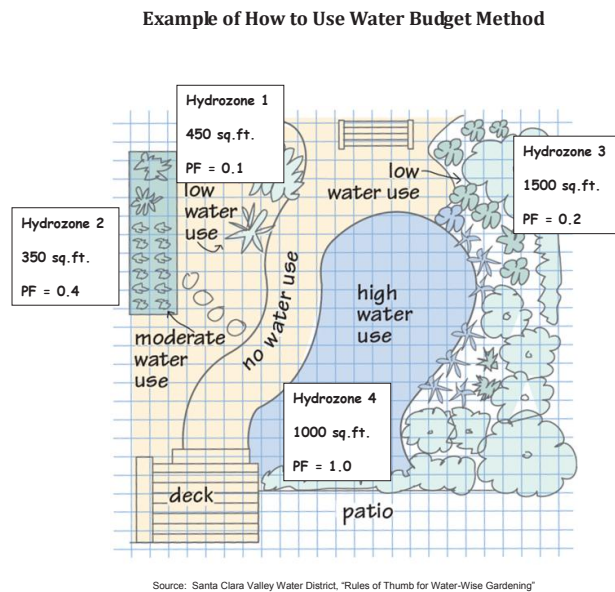 Example of How to Use Water Budget Method
Hydrozone 1
450 sq.ft.
PF = 0.1
low
water
use
Hydrozone 2
350 sq.ft.
PF = 0.4
moderate
water
use
no water use
low
water use
Hydrozone 3
1500 sq.ft.
PF = 0.2
high
water
use
Hydrozone 4
1000 sq.ft.
PF = 1.0
deck
patio
Source: Santa Clara Valley Water District, "Rules of Thumb for Water-Wise Gardening"